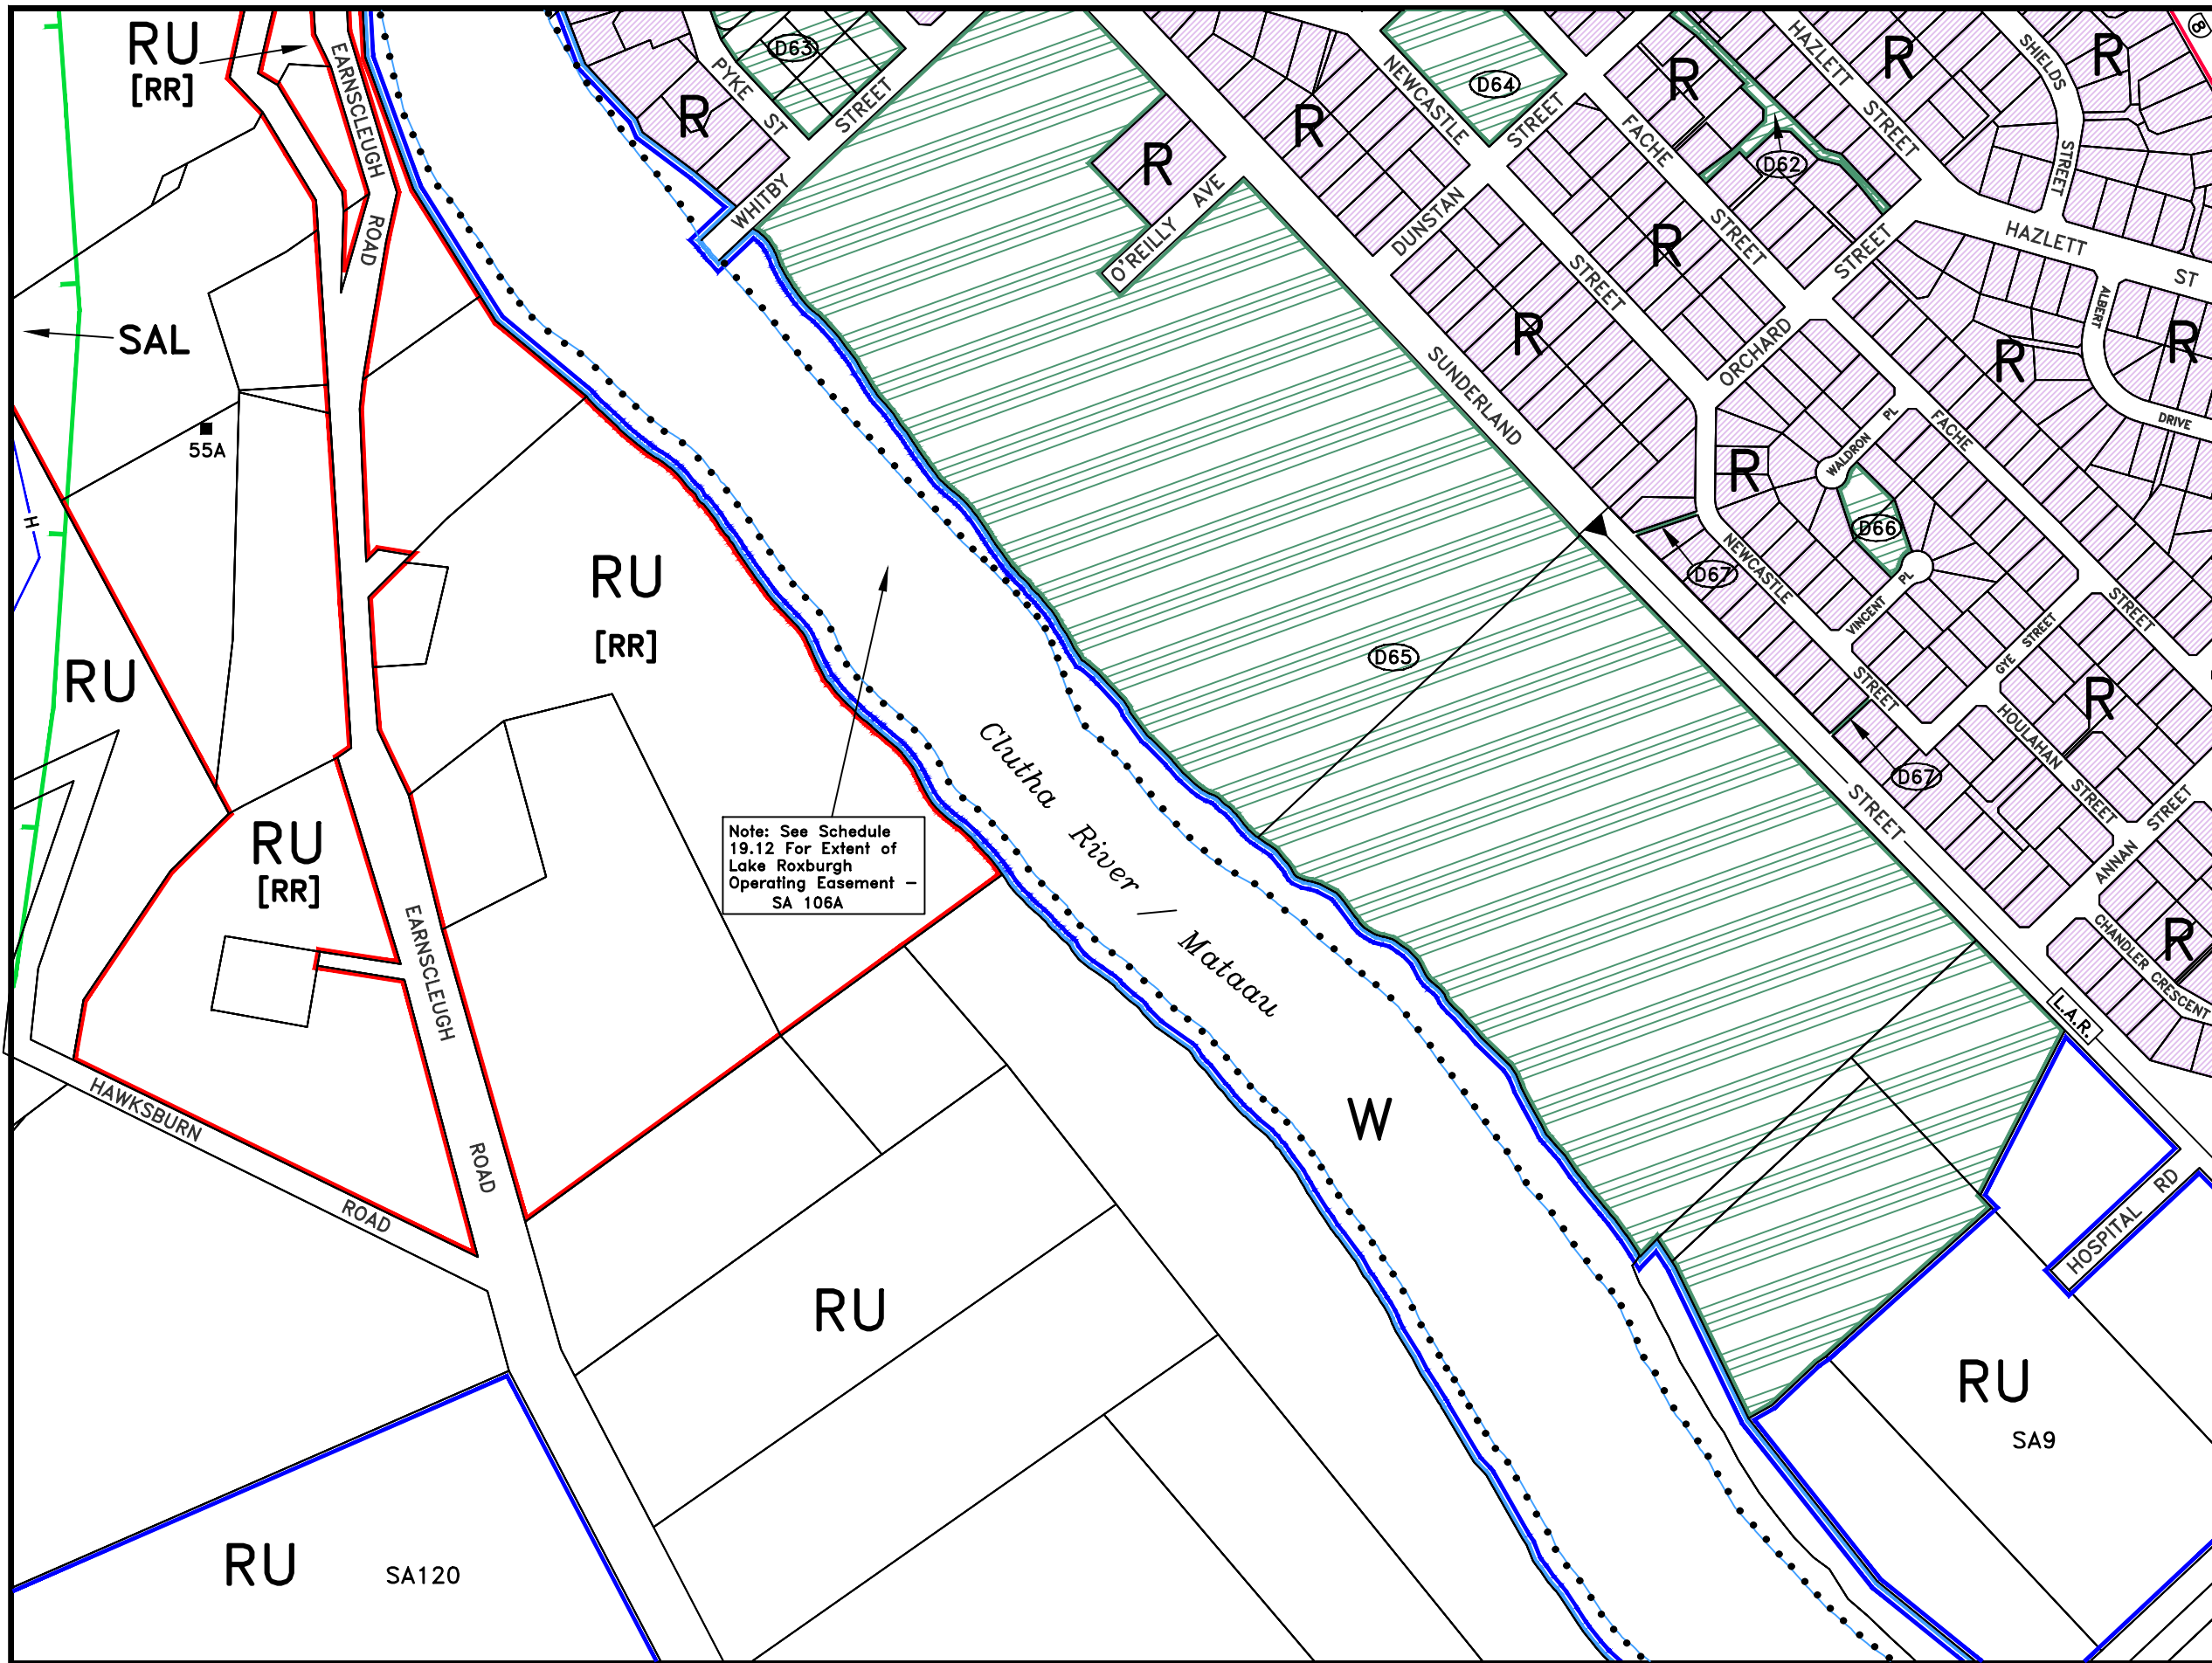 RU
[RR]
EARNSCLEUGH
ROAD
SAL
55A
H
RU
RU
[RR]
RU
[RR]
EARNSCLEUGH
ROAD
HAWKSBURN
ROAD
RU
SA120
RU
Note: See Schedule
19.12 For Extent of
Lake Roxburgh
Operating Easement –
SA 106A
Clutha River / Mataau
W
R
PYKE
ST
D63
WHITBY
STREET
R
O'REILLY AVE
R
NEWCASTLE
STREET
D64
DUNSTAN
STREET
FACHE
STREET
R
D62
HAZLETT
STREET
R
SHIELDS
STREET
R
8
HAZLETT
ST
ALBERT
DRIVE
R
R
R
R
ORCHARD
STREET
SUNDERLAND
STREET
R
WALDRON PL
D66
VINCENT PL
FACHE
STREET
D67
NEWCASTLE
STREET
GYE STREET
R
HOULAHAN
STREET
D67
ANNAN
STREET
CHANDLER CRESCENT
R
L.A.R.
D65
HOSPITAL RD
RU
SA9